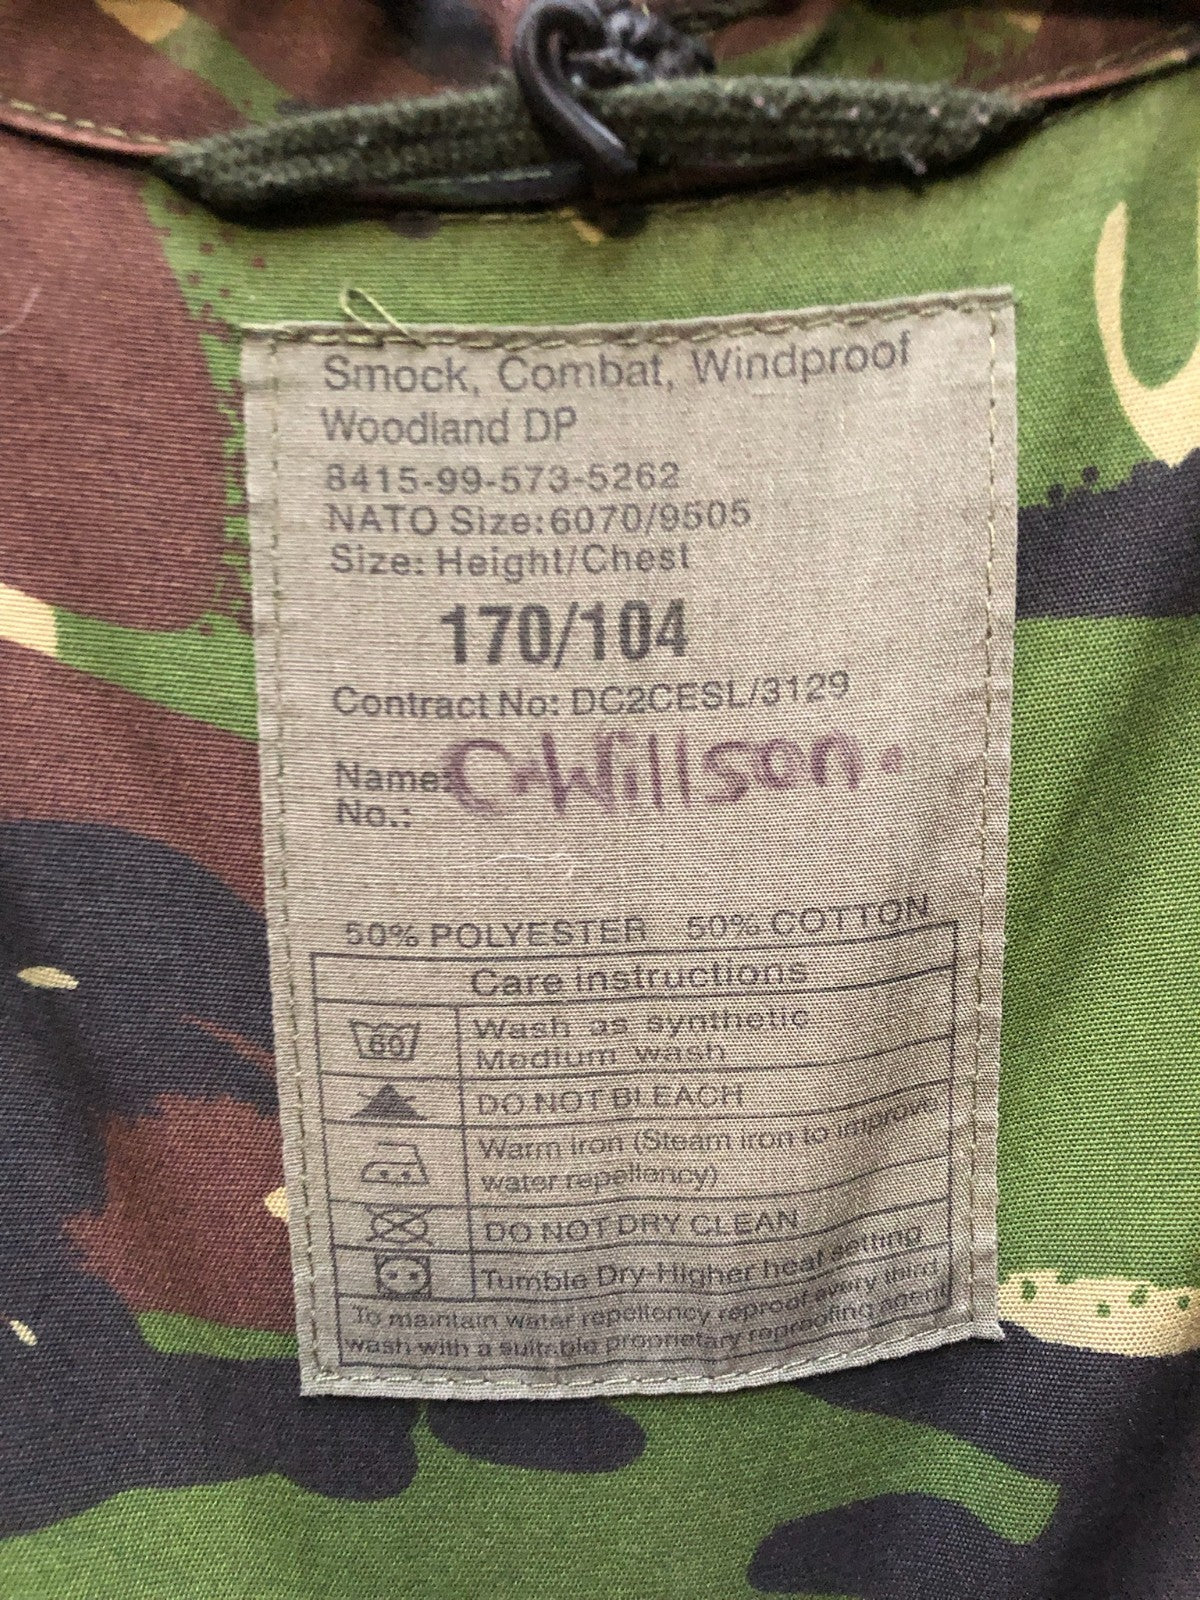 Smock, Combat, Windproof
Woodland DP
8415-99-573-5262
NATO Size:6070/9505
Size: Height/Chest
170/104
Contract No: DC2CESL/3129
Name: C. Willson.
No.:
50% POLYESTER 50% COTTON
Care instructions
60 Wash as synthetic
Medium wash
DO NOT BLEACH
Warm iron (Steam iron to improve
water repellency)
DO NOT DRY CLEAN
Tumble Dry-Higher heat setting
To maintain water repellency reproof every third
wash with a suitable proprietary reproofing agent